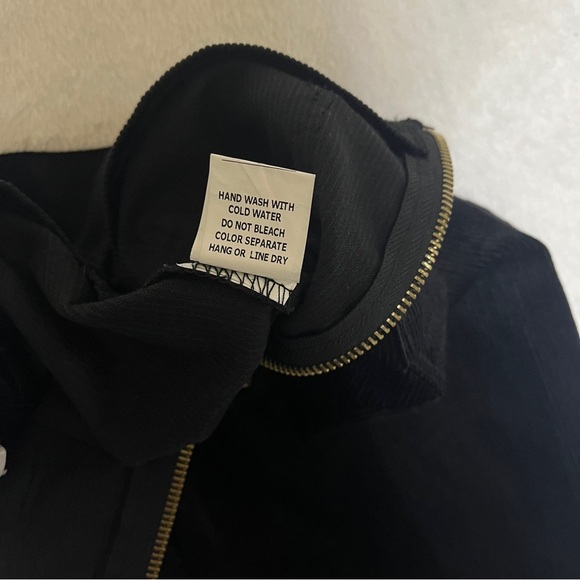 HAND WASH WITH
COLD WATER
DO NOT BLEACH
COLOR SEPARATE
HANG OR LINE DRY